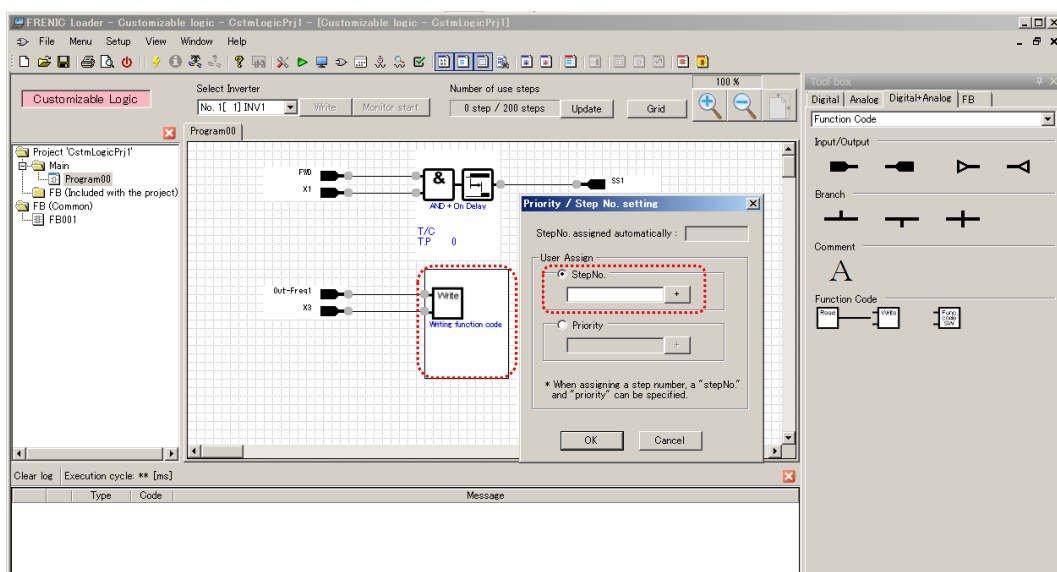 FRENIC Loader - Customizable logic - CstmLogicPrj1 - [Customizable logic - CstmLogicPrj1]
File Menu Setup View Window Help
Customizable Logic
Select Inverter
No. 1[ 1] INV1
Write
Monitor start
Number of use steps
0 step / 200 steps
Update
Grid
100 %
Project 'CstmLogicPrj1'
Main
Program00
FB (Included with the project)
FB (Common)
FB001
Program00
FWD
X1
&
SS1
AND + On Delay
T/C
T.P 0
Out-Freq1
X3
Write
Writing function code
Priority / Step No. setting
StepNo. assigned automatically :
User Assign
StepNo.
+
Priority
+
* When assigning a step number, a "stepNo."
and "priority" can be specified.
OK
Cancel
Tool box
Digital Analog Digital+Analog FB
Function Code
Input/Output
Branch
Comment
A
Function Code
Read
Write
Func.
code
S/V
Clear log Execution cycle: ** [ms]
Type Code Message